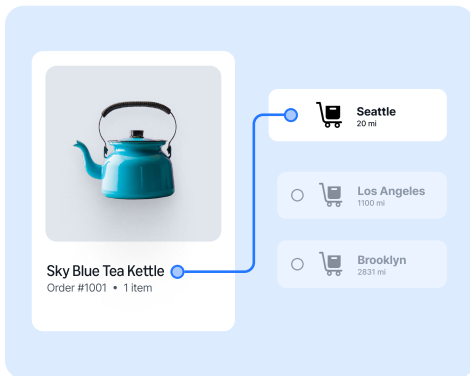 Sky Blue Tea Kettle
Order #1001 • 1 item
Seattle
20 mi
Los Angeles
1100 mi
Brooklyn
2831 mi